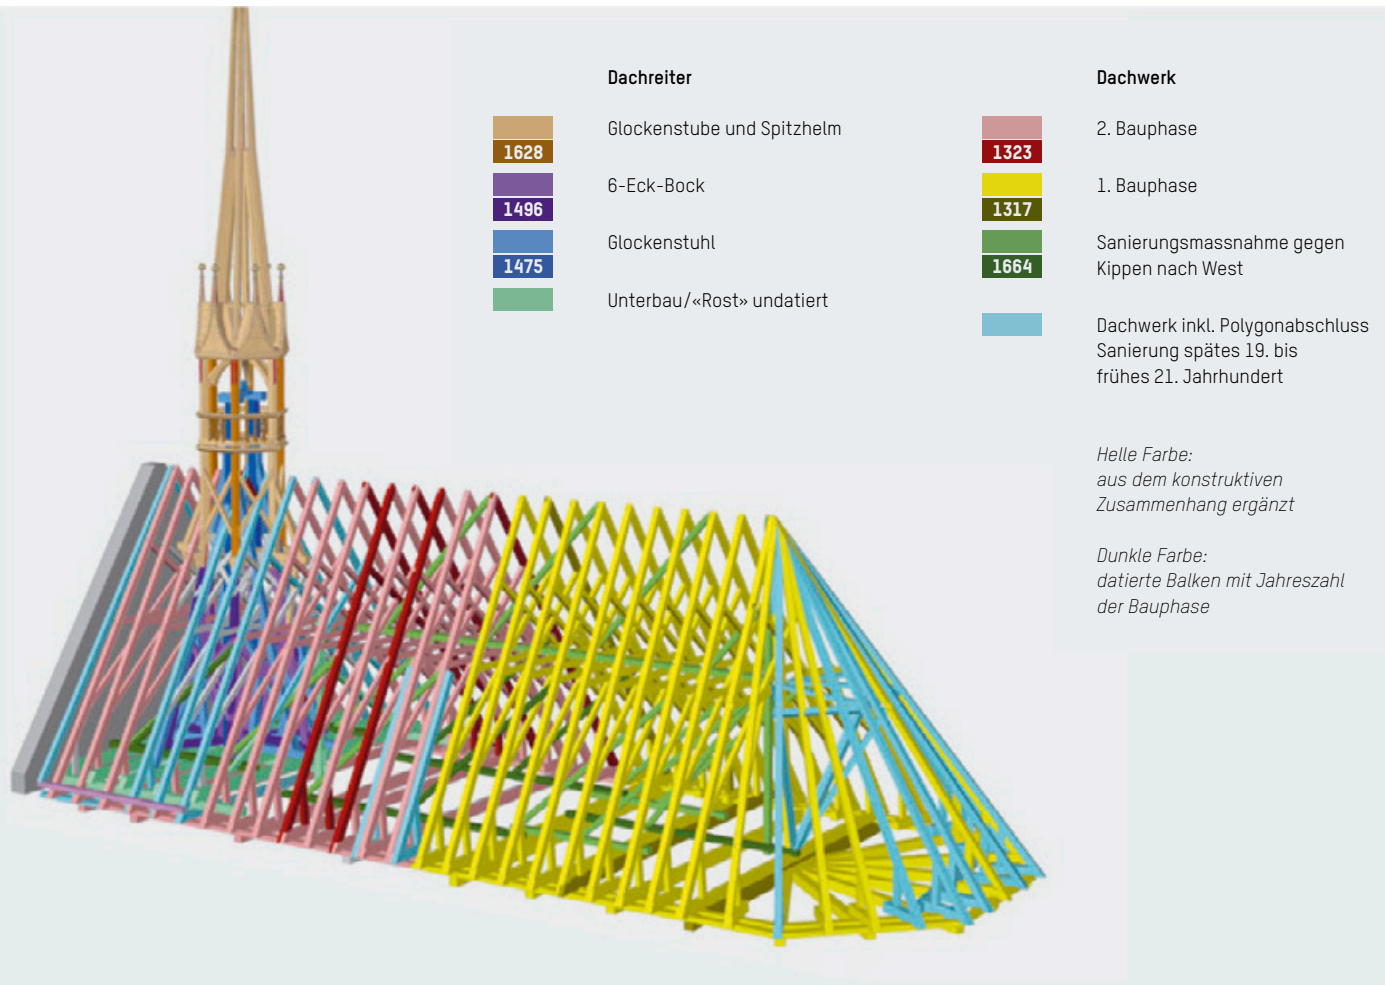 Dachreiter
Glockenstube und Spitzhelm
1628
6-Eck-Bock
1496
Glockenstuhl
1475
Unterbau/«Rost» undatiert
Dachwerk
2. Bauphase
1323
1. Bauphase
1317
Sanierungsmassnahme gegen
1664
Kippen nach West
Dachwerk inkl. Polygonabschluss
Sanierung spätes 19. bis
frühes 21. Jahrhundert
Helle Farbe:
aus dem konstruktiven
Zusammenhang ergänzt
Dunkle Farbe:
datierte Balken mit Jahreszahl
der Bauphase